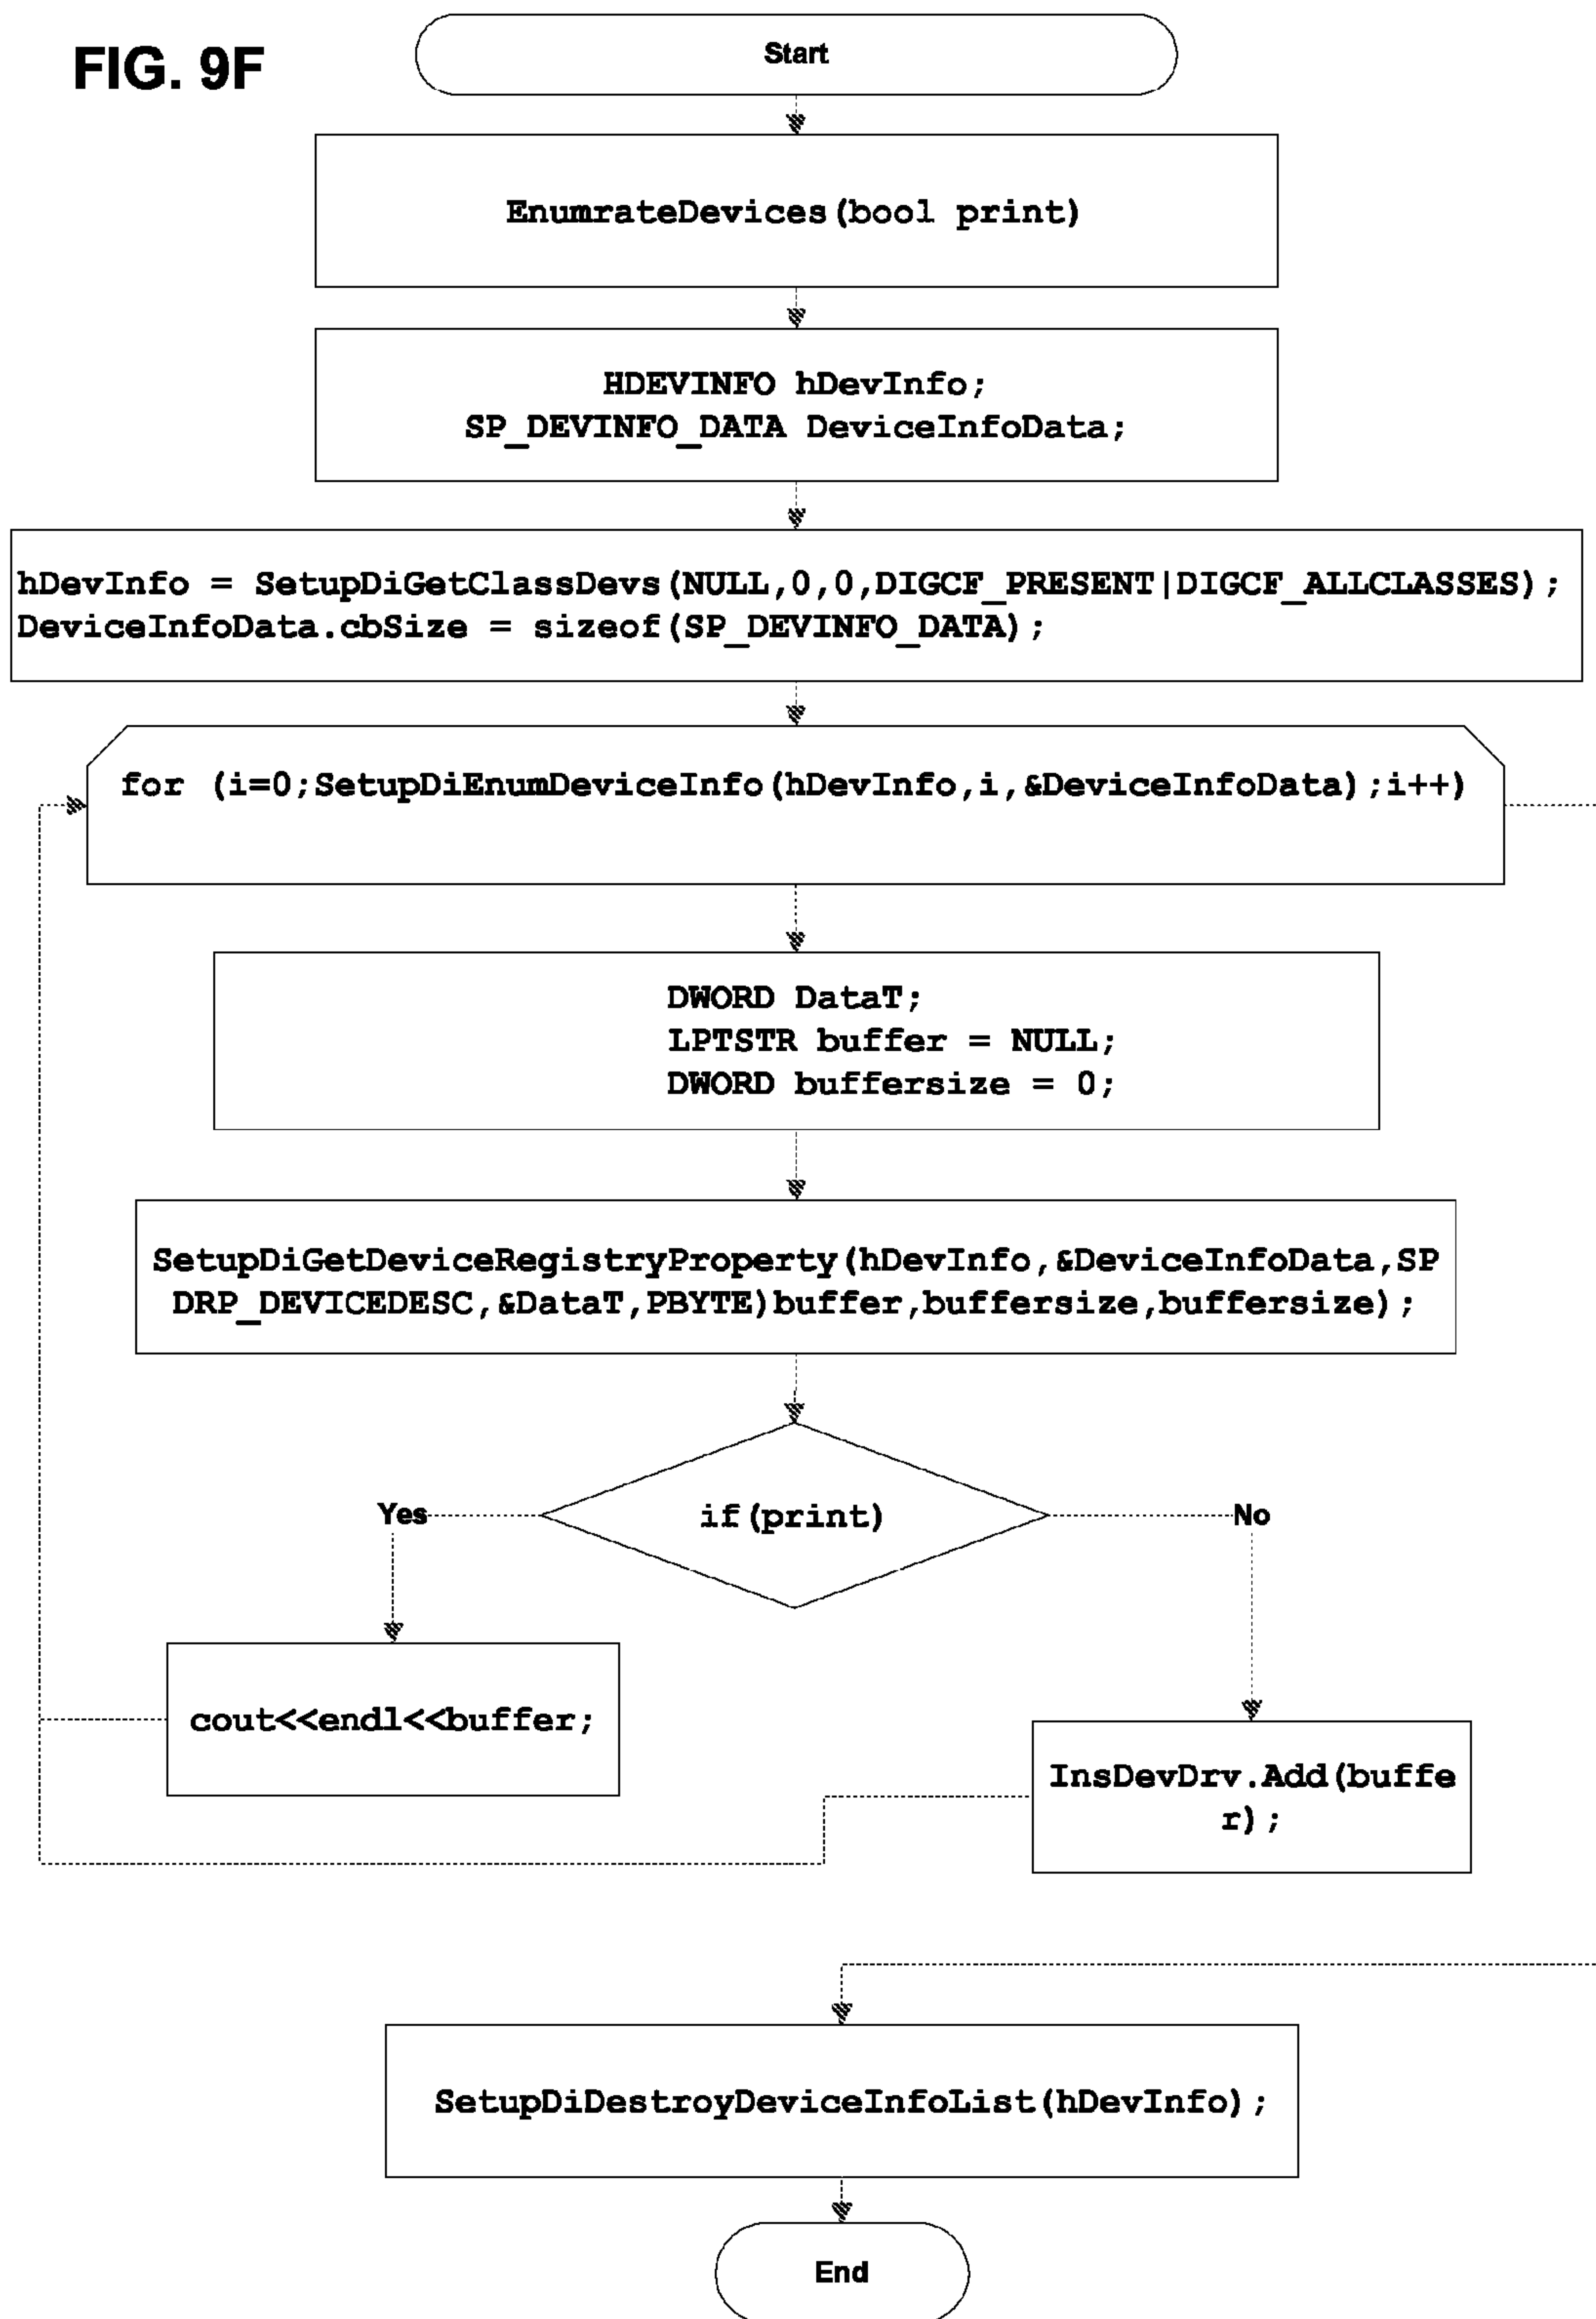 FIG. 9F
Start
EnumrateDevices(bool print)
HDEVINFO hDevInfo;
SP_DEVINFO_DATA DeviceInfoData;
hDevInfo = SetupDiGetClassDevs(NULL,0,0,DIGCF_PRESENT|DIGCF_ALLCLASSES);
DeviceInfoData.cbSize = sizeof(SP_DEVINFO_DATA);
for (i=0;SetupDiEnumDeviceInfo(hDevInfo,i,&DeviceInfoData);i++)
DWORD DataT;
LPTSTR buffer = NULL;
DWORD buffersize = 0;
SetupDiGetDeviceRegistryProperty(hDevInfo,&DeviceInfoData,SP
DRP_DEVICEDESC,&DataT,PBYTE)buffer,buffersize,buffersize);
if(print)
Yes
No
cout<<endl<<buffer;
InsDevDrv.Add(buffe
r);
SetupDiDestroyDeviceInfoList(hDevInfo);
End